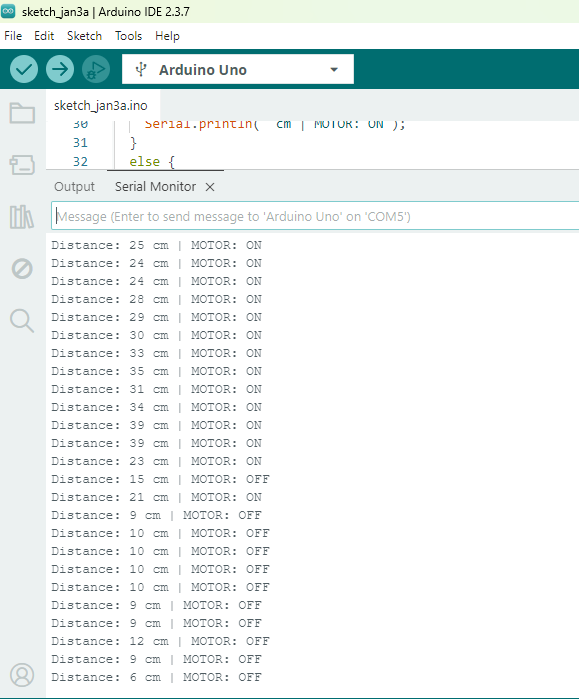 sketch_jan3a | Arduino IDE 2.3.7
File Edit Sketch Tools Help
Arduino Uno
sketch_jan3a.ino
30 Serial.println(" cm | MOTOR: ON");
31 }
32 else {
Output Serial Monitor ×
Message (Enter to send message to 'Arduino Uno' on 'COM5')
Distance: 25 cm | MOTOR: ON
Distance: 24 cm | MOTOR: ON
Distance: 24 cm | MOTOR: ON
Distance: 28 cm | MOTOR: ON
Distance: 29 cm | MOTOR: ON
Distance: 30 cm | MOTOR: ON
Distance: 33 cm | MOTOR: ON
Distance: 35 cm | MOTOR: ON
Distance: 31 cm | MOTOR: ON
Distance: 34 cm | MOTOR: ON
Distance: 39 cm | MOTOR: ON
Distance: 39 cm | MOTOR: ON
Distance: 23 cm | MOTOR: ON
Distance: 15 cm | MOTOR: OFF
Distance: 21 cm | MOTOR: ON
Distance: 9 cm | MOTOR: OFF
Distance: 10 cm | MOTOR: OFF
Distance: 10 cm | MOTOR: OFF
Distance: 10 cm | MOTOR: OFF
Distance: 10 cm | MOTOR: OFF
Distance: 9 cm | MOTOR: OFF
Distance: 9 cm | MOTOR: OFF
Distance: 12 cm | MOTOR: OFF
Distance: 9 cm | MOTOR: OFF
Distance: 6 cm | MOTOR: OFF